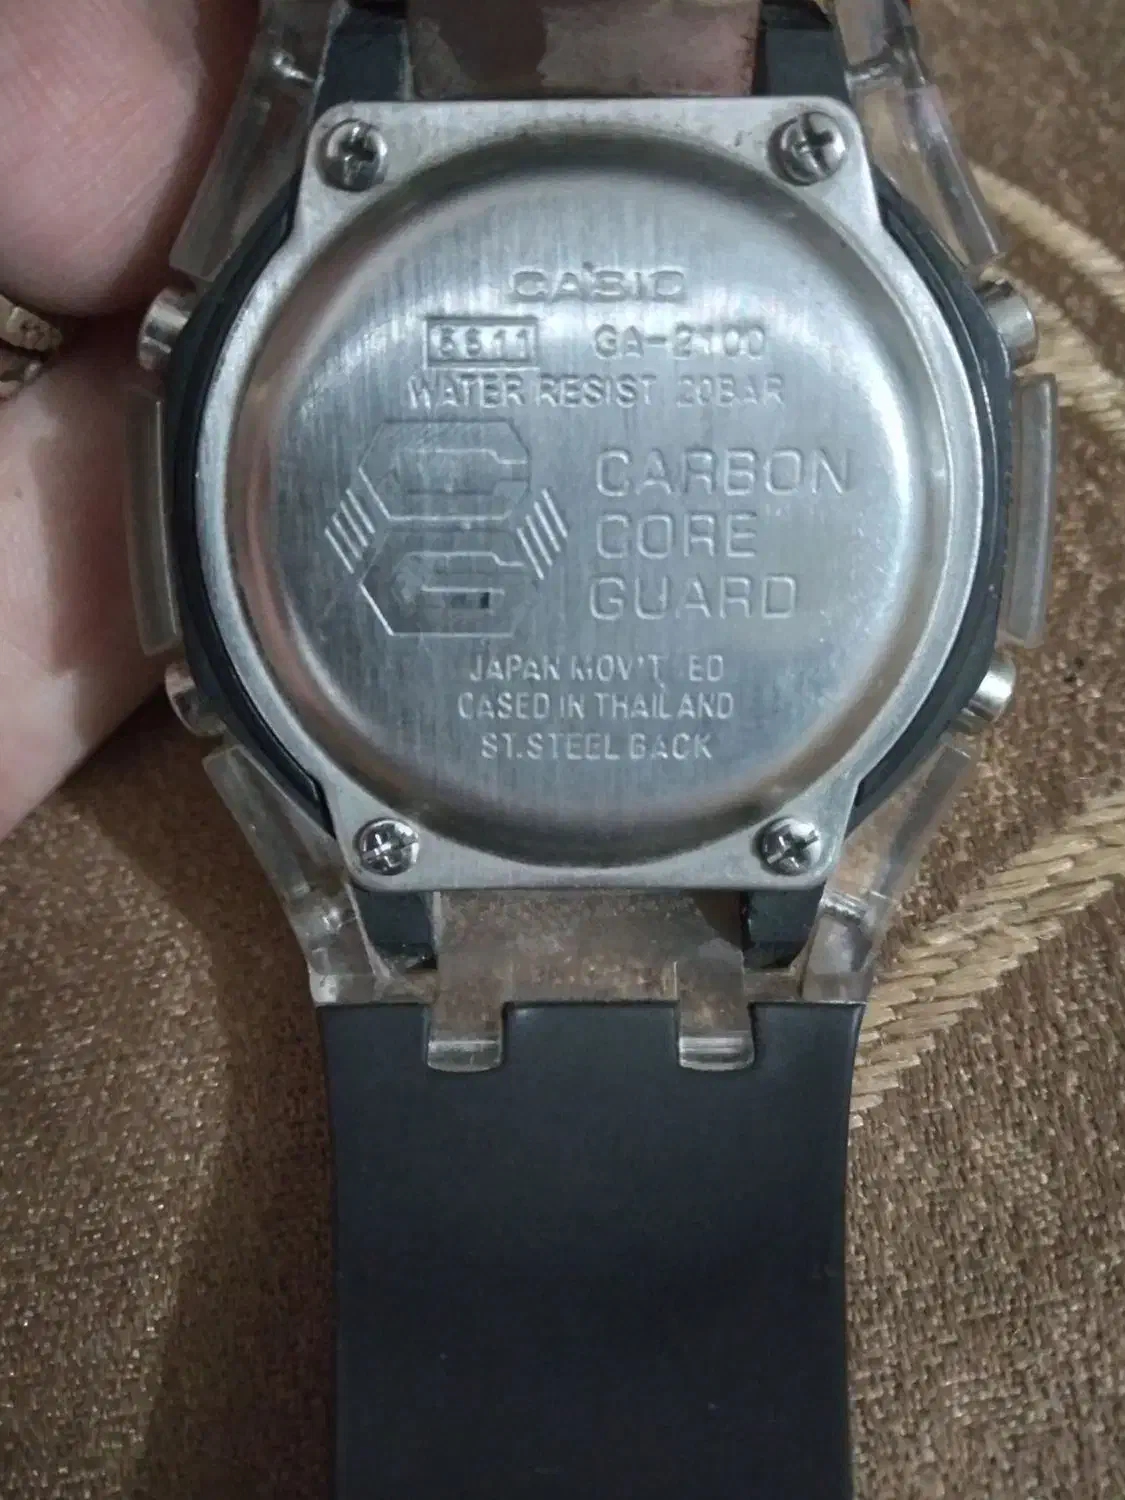 CASIO
5611 GA-2100
WATER RESIST 20BAR
CARBON
CORE
GUARD
JAPAN MOV'T ED
CASED IN THAILAND
ST.STEEL BACK